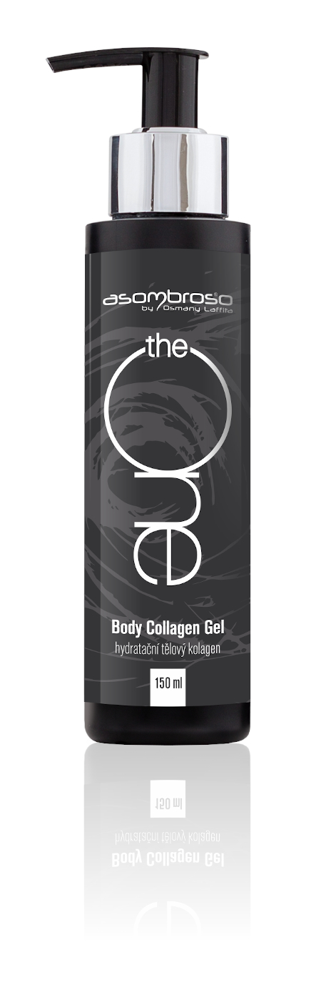 asombroso®
by Osmany Laffita
the
One
Body Collagen Gel
hydratační tělový kolagen
150 ml